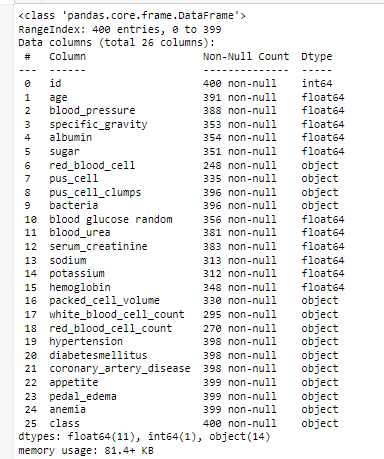 <class 'pandas.core.frame.DataFrame'>
RangeIndex: 400 entries, 0 to 399
Data columns (total 26 columns):
 #   Column                   Non-Null Count  Dtype
---  ------                   --------------  -----
 0   id                       400 non-null    int64
 1   age                      391 non-null    float64
 2   blood_pressure           388 non-null    float64
 3   specific_gravity         353 non-null    float64
 4   albumin                  354 non-null    float64
 5   sugar                    351 non-null    float64
 6   red_blood_cell           248 non-null    object
 7   pus_cell                 335 non-null    object
 8   pus_cell_clumps          396 non-null    object
 9   bacteria                 396 non-null    object
 10  blood glucose random     356 non-null    float64
 11  blood_urea               381 non-null    float64
 12  serum_creatinine         383 non-null    float64
 13  sodium                   313 non-null    float64
 14  potassium                312 non-null    float64
 15  hemoglobin               348 non-null    float64
 16  packed_cell_volume       330 non-null    object
 17  white_blood_cell_count   295 non-null    object
 18  red_blood_cell_count     270 non-null    object
 19  hypertension             398 non-null    object
 20  diabetesmellitus         398 non-null    object
 21  coronary_artery_disease  398 non-null    object
 22  appetite                 399 non-null    object
 23  pedal_edema              399 non-null    object
 24  anemia                   399 non-null    object
 25  class                    400 non-null    object
dtypes: float64(11), int64(1), object(14)
memory usage: 81.4+ KB